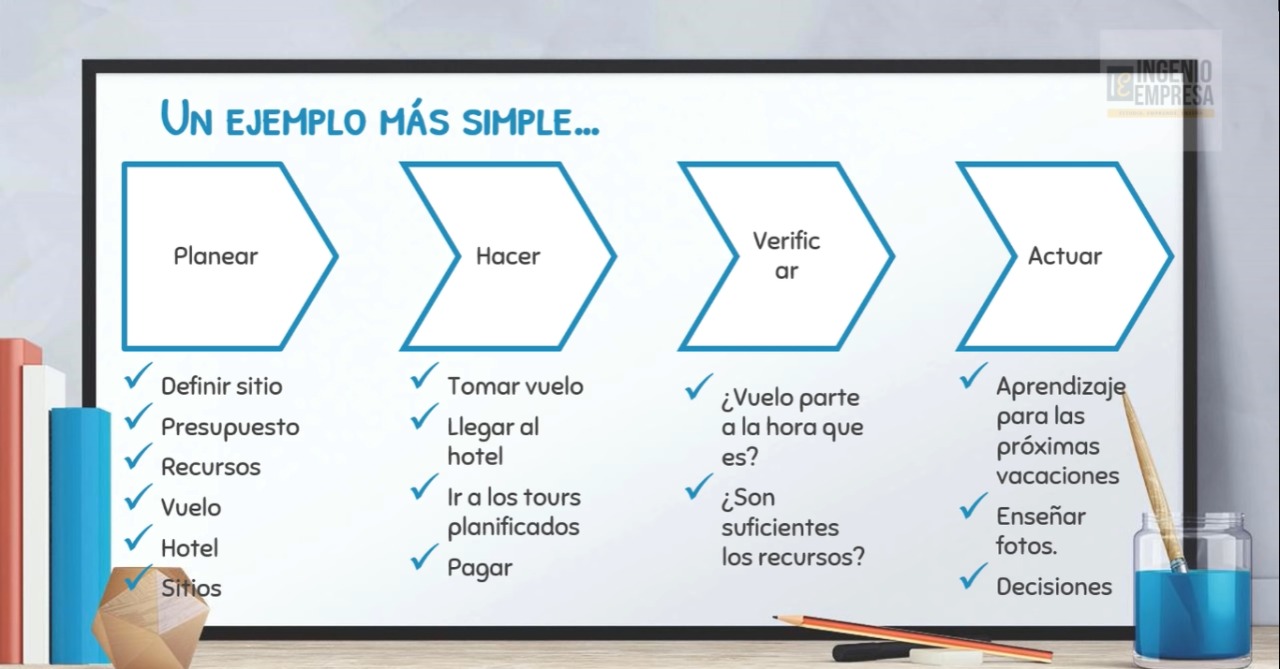 INGENIO
EMPRESA
UN EJEMPLO MÁS SIMPLE...
Planear
Hacer
Verific
ar
Actuar
Definir sitio
Presupuesto
Recursos
Vuelo
Hotel
Sitios
Tomar vuelo
Llegar al
hotel
Ir a los tours
planificados
Pagar
¿Vuelo parte
a la hora que
es?
¿Son
suficientes
los recursos?
Aprendizaje
para las
próximas
vacaciones
Enseñar
fotos.
Decisiones